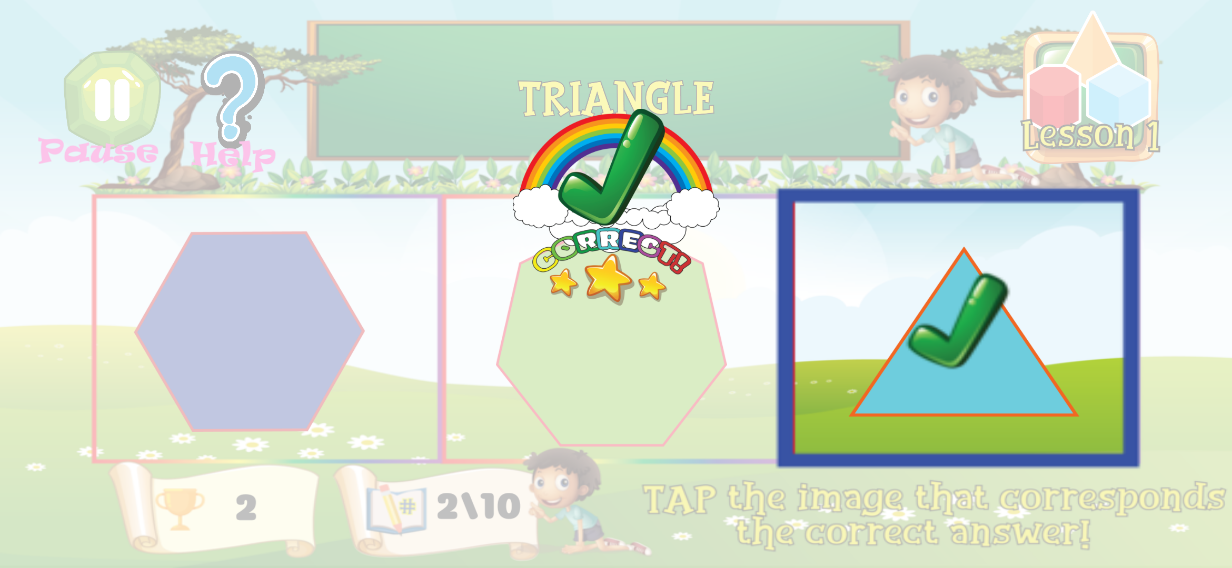 TRIANGLE
Pause
Help
Lesson 1
CORRECT!
2
#
2\10
TAP the image that corresponds
the correct answer!